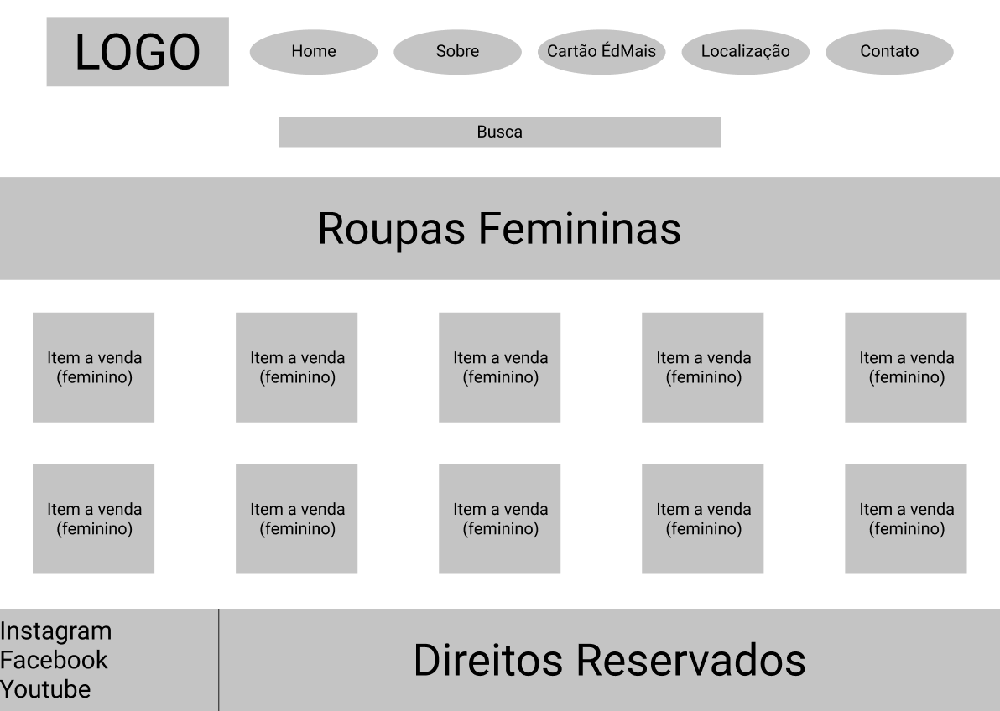 LOGO
Home
Sobre
Cartão ÉdMais
Localização
Contato
Busca
Roupas Femininas
Item a venda
(feminino)
Item a venda
(feminino)
Item a venda
(feminino)
Item a venda
(feminino)
Item a venda
(feminino)
Item a venda
(feminino)
Item a venda
(feminino)
Item a venda
(feminino)
Item a venda
(feminino)
Item a venda
(feminino)
Instagram
Facebook
Youtube
Direitos Reservados